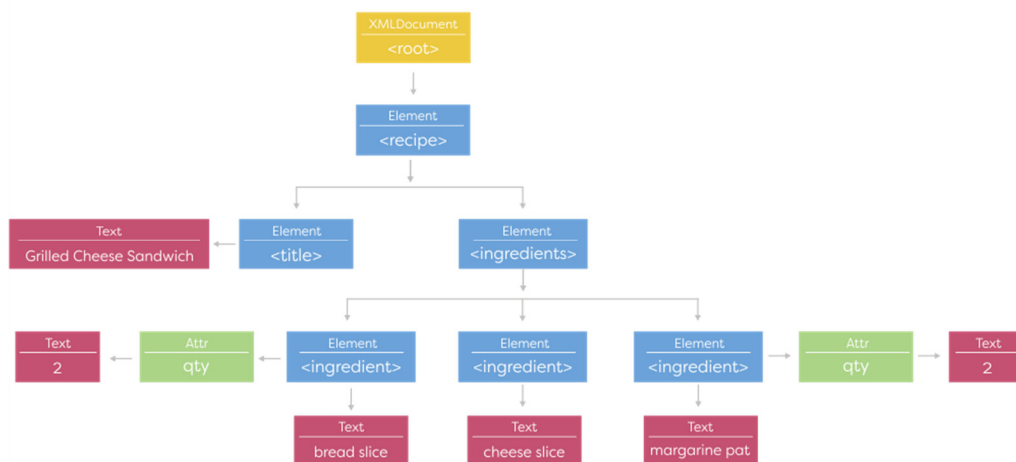 XMLDocument
<root>
Element
<recipe>
Text
Grilled Cheese Sandwich
Element
<title>
Element
<ingredients>
Text
2
Attr
qty
Element
<ingredient>
Element
<ingredient>
Element
<ingredient>
Attr
qty
Text
2
Text
bread slice
Text
cheese slice
Text
margarine pat